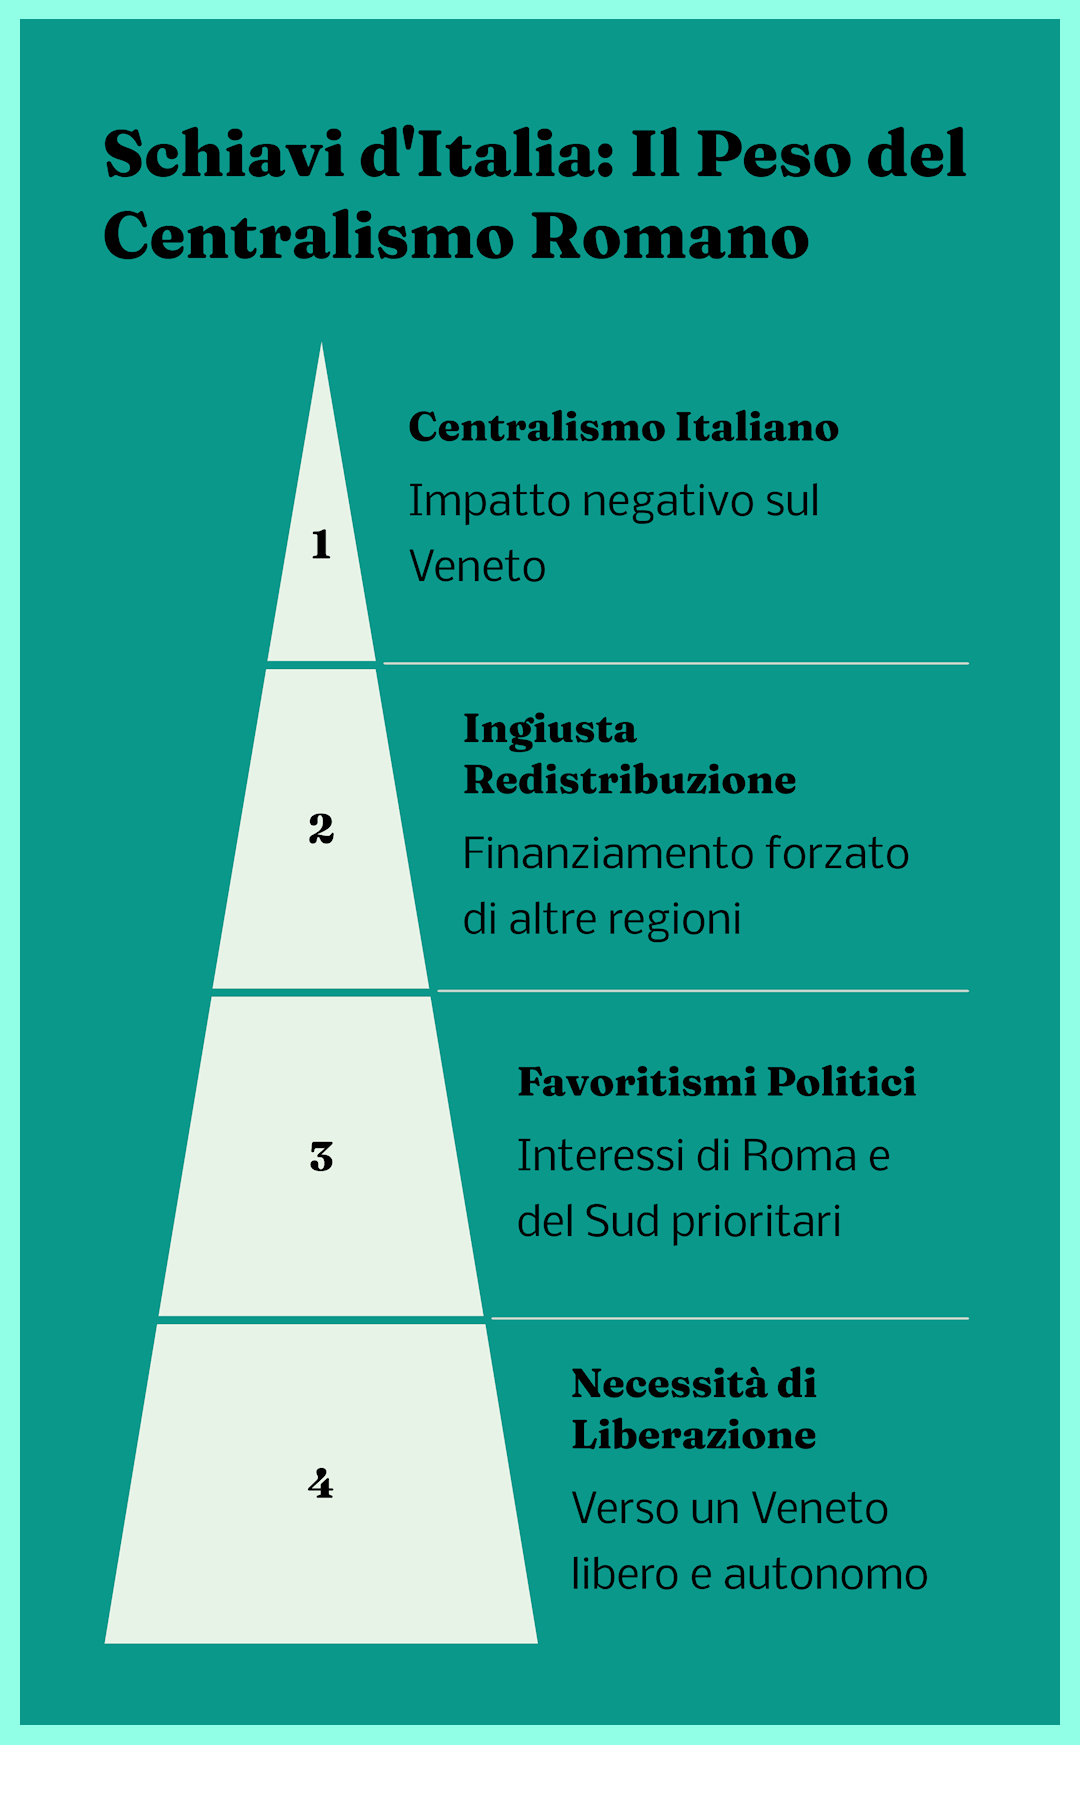 Schiavi d'Italia: Il Peso del
Centralismo Romano
1
Centralismo Italiano
Impatto negativo sul
Veneto
2
Ingiusta
Redistribuzione
Finanziamento forzato
di altre regioni
3
Favoritismi Politici
Interessi di Roma e
del Sud prioritari
4
Necessità di
Liberazione
Verso un Veneto
libero e autonomo